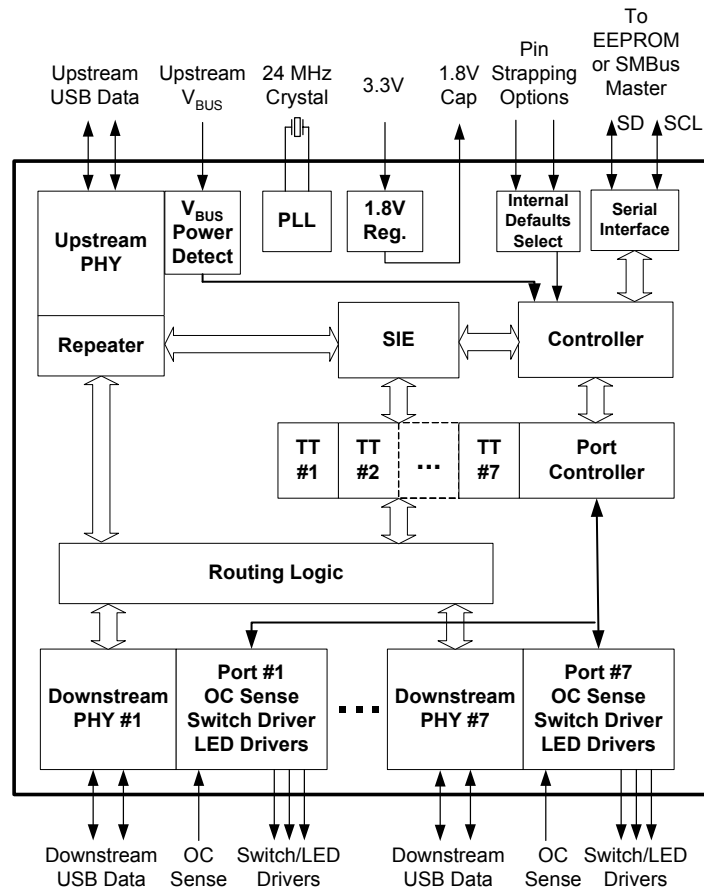 To
EEPROM
or SMBus
Master
Upstream
USB Data
Upstream
VBUS
24 MHz
Crystal
3.3V
1.8V
Cap
Pin
Strapping
Options
SD
SCL
Upstream
PHY
VBUS
Power
Detect
PLL
1.8V
Reg.
Internal
Defaults
Select
Serial
Interface
Repeater
SIE
Controller
TT
#1
TT
#2
...
TT
#7
Port
Controller
Routing Logic
Downstream
PHY #1
Port #1
OC Sense
Switch Driver
LED Drivers
Downstream
PHY #7
Port #7
OC Sense
Switch Driver
LED Drivers
Downstream
USB Data
OC
Sense
Switch/LED
Drivers
Downstream
USB Data
OC
Sense
Switch/LED
Drivers